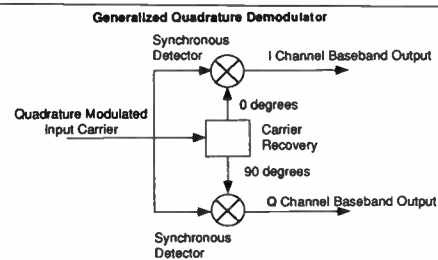 Generalized Quadrature Demodulator
Synchronous
Detector
I Channel Baseband Output
0 degrees
Quadrature Modulated
Input Carrier
Carrier
Recovery
90 degrees
Q Channel Baseband Output
Synchronous
Detector